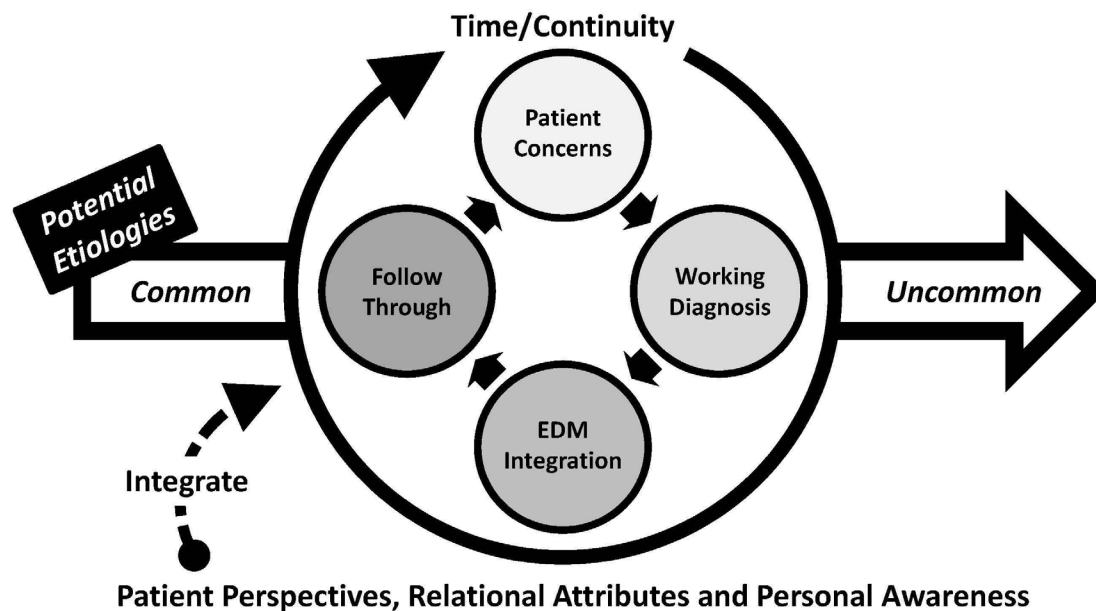 Time/Continuity
Patient
Concerns
Potential
Etiologies
Common
Follow
Through
Working
Diagnosis
Uncommon
EDM
Integration
Integrate
Patient Perspectives, Relational Attributes and Personal Awareness